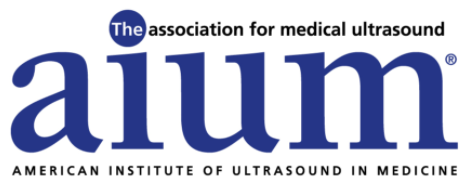 The association for medical ultrasound
aium®
AMERICAN INSTITUTE OF ULTRASOUND IN MEDICINE